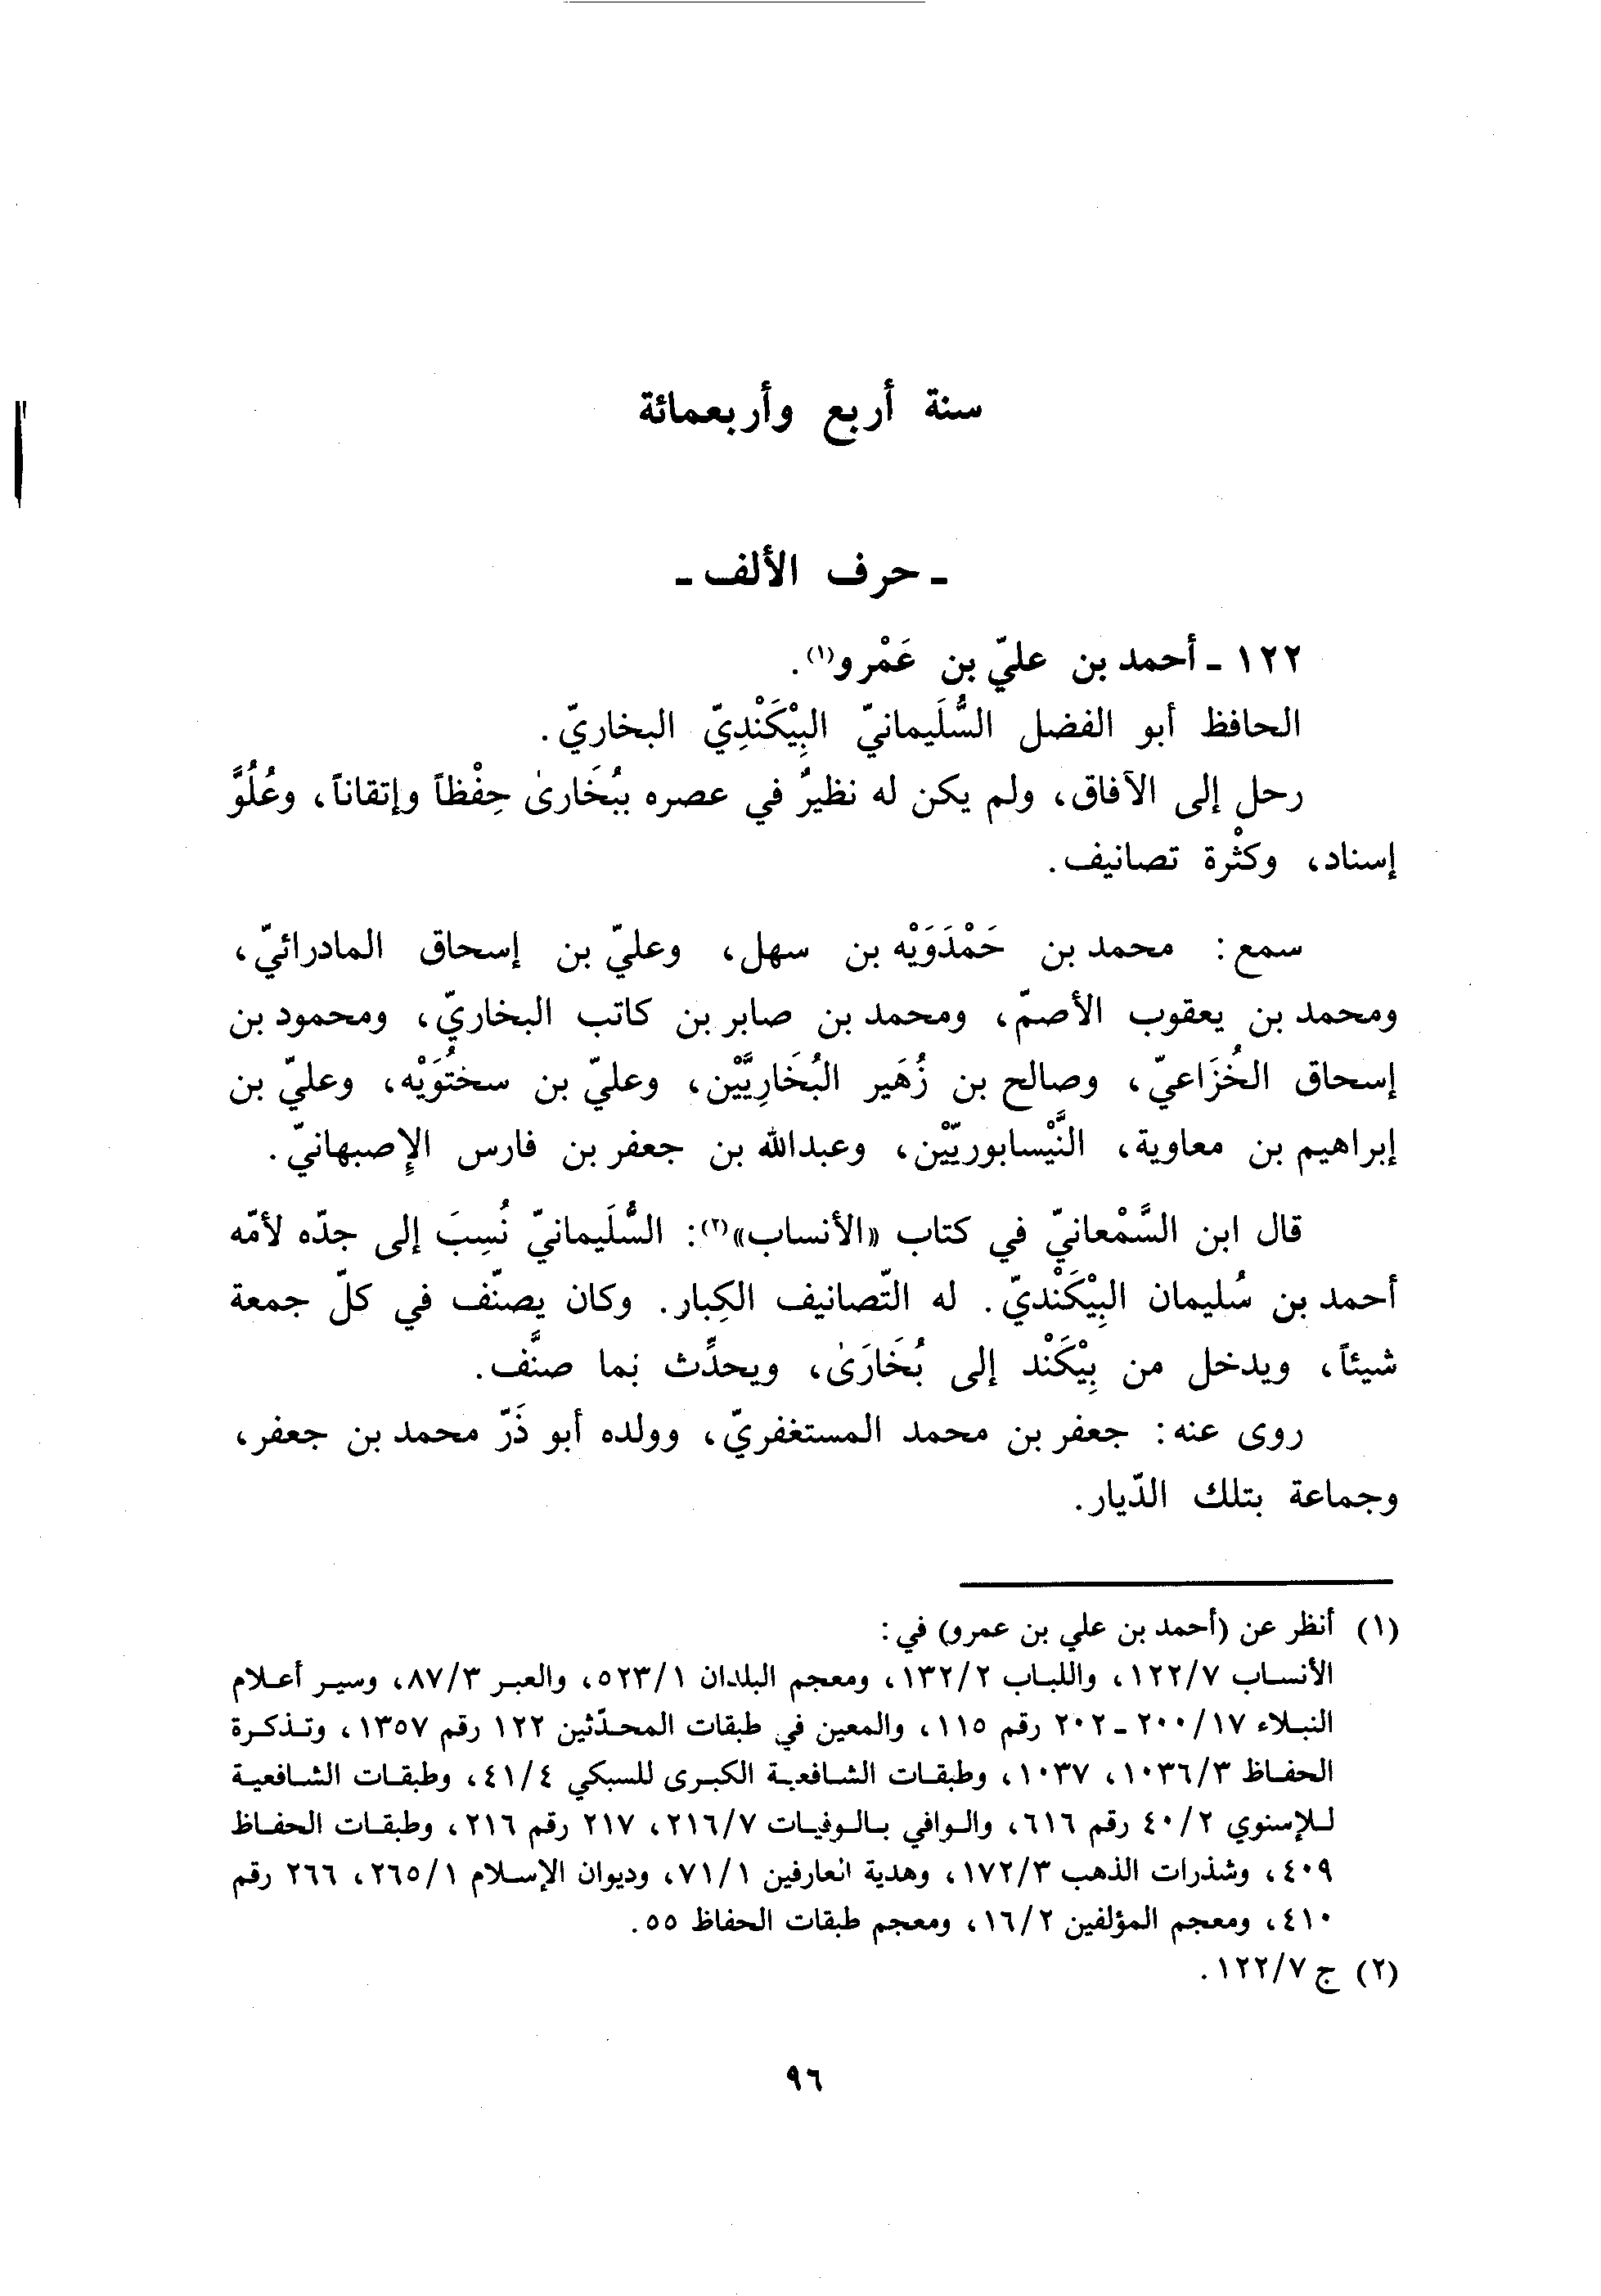 سنة أربع وأربعمائة
ـ حرف الألف ـ
١٢٢ ـ أحمد بن عليّ بن عَمْرو(١).
الحافظ أبو الفضل السُّلَيمانيّ البِيْكَنْدِيّ البخاريّ.
رحل إلى الآفاق، ولم يكن له نظيرٌ في عصره ببُخَارىٰ حِفْظاً وإتقاناً، وعُلُوَّ
إسناد، وكثْرة تصانيف.
سمع: محمد بن حَمْدَوَيْه بن سهل، وعليّ بن إسحاق المادرائيّ،
ومحمد بن يعقوب الأصمّ، ومحمد بن صابر بن كاتب البخاريّ، ومحمود بن
إسحاق الخُزَاعيّ، وصالح بن زُهَير البُخَارِيَّيْن، وعليّ بن سختُوَيْه، وعليّ بن
إبراهيم بن معاوية، النَّيْسابوريّيْن، وعبدالله بن جعفر بن فارس الإصبهانيّ.
قال ابن السَّمْعانيّ في كتاب «الأنساب»(٢): السُّلَيمانيّ نُسِبَ إلى جدّه لأمّه
أحمد بن سُليمان البِيْكَنْديّ. له التّصانيف الكِبار. وكان يصنّف في كلّ جمعة
شيئاً، ويدخل من بِيْكَنْد إلى بُخَارَىٰ، ويحدِّث بما صنَّف.
روى عنه: جعفر بن محمد المستغفريّ، وولده أبو ذَرّ محمد بن جعفر،
وجماعة بتلك الدّيار.
(١) أنظر عن (أحمد بن علي بن عمرو) في:
الأنساب ١٢٢/٧، واللباب ١٣٢/٢، ومعجم البلدان ٥٢٣/١، والعبر ٨٧/٣، وسير أعلام
النبلاء ٢٠٠/١٧ ـ ٢٠٢ رقم ١١٥، والمعين في طبقات المحدّثين ١٢٢ رقم ١٣٥٧، وتذكرة
الحفاظ ١٠٣٦/٣، ١٠٣٧، وطبقات الشافعية الكبرى للسبكي ٤١/٤، وطبقات الشافعية
للإسنوي ٤٠/٢ رقم ٦١٦، والوافي بالوفيات ٢١٦/٧، ٢١٧ رقم ٢١٦، وطبقات الحفاظ
٤٠٩، وشذرات الذهب ١٧٢/٣، وهدية العارفين ٧١/١، وديوان الإسلام ٢٦٥/١، ٢٦٦ رقم
٤١٠، ومعجم المؤلفين ١٦/٢، ومعجم طبقات الحفاظ ٥٥.
(٢) ج ١٢٢/٧.
٩٦